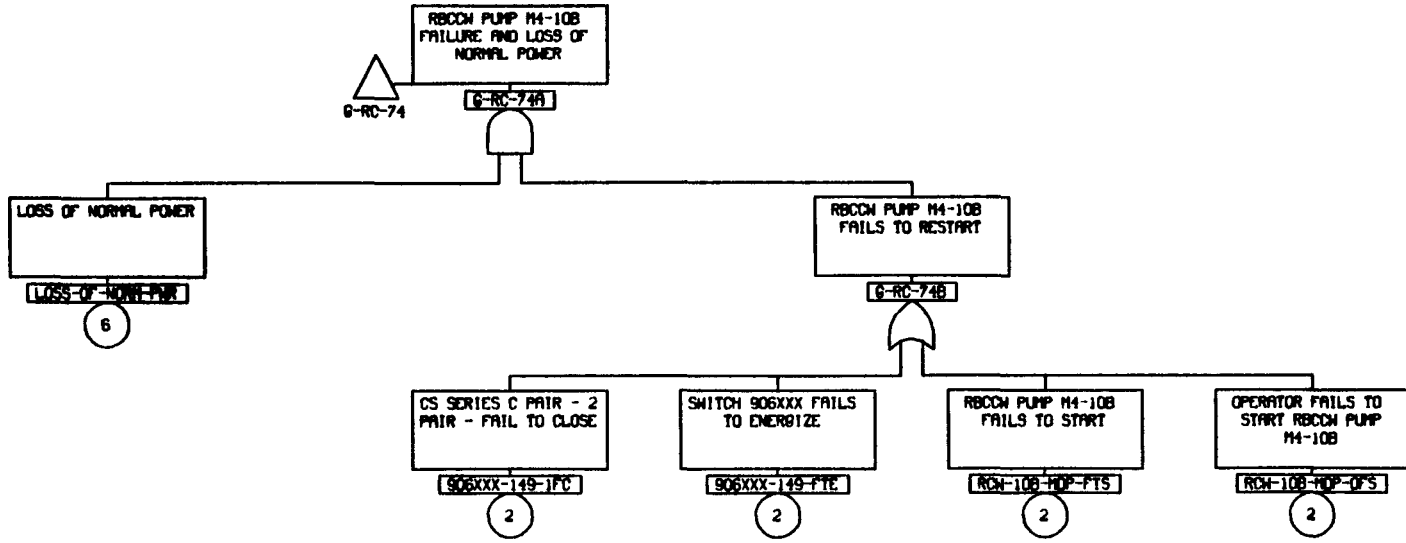 RBCCW PUMP M4-10B
FAILURE AND LOSS OF
NORMAL POWER
G-RC-74
G-RC-74A
LOSS OF NORMAL POWER
LOSS-OF-NORM-PWR
6
RBCCW PUMP M4-10B
FAILS TO RESTART
G-RC-74B
CS SERIES C PAIR - 2
PAIR - FAIL TO CLOSE
906XXX-149-1FC
2
SWITCH 906XXX FAILS
TO ENERGIZE
906XXX-149-FTE
2
RBCCW PUMP M4-10B
FAILS TO START
RCW-10B-MDP-FTS
2
OPERATOR FAILS TO
START RBCCW PUMP
M4-10B
RCW-10B-MDP-OFS
2